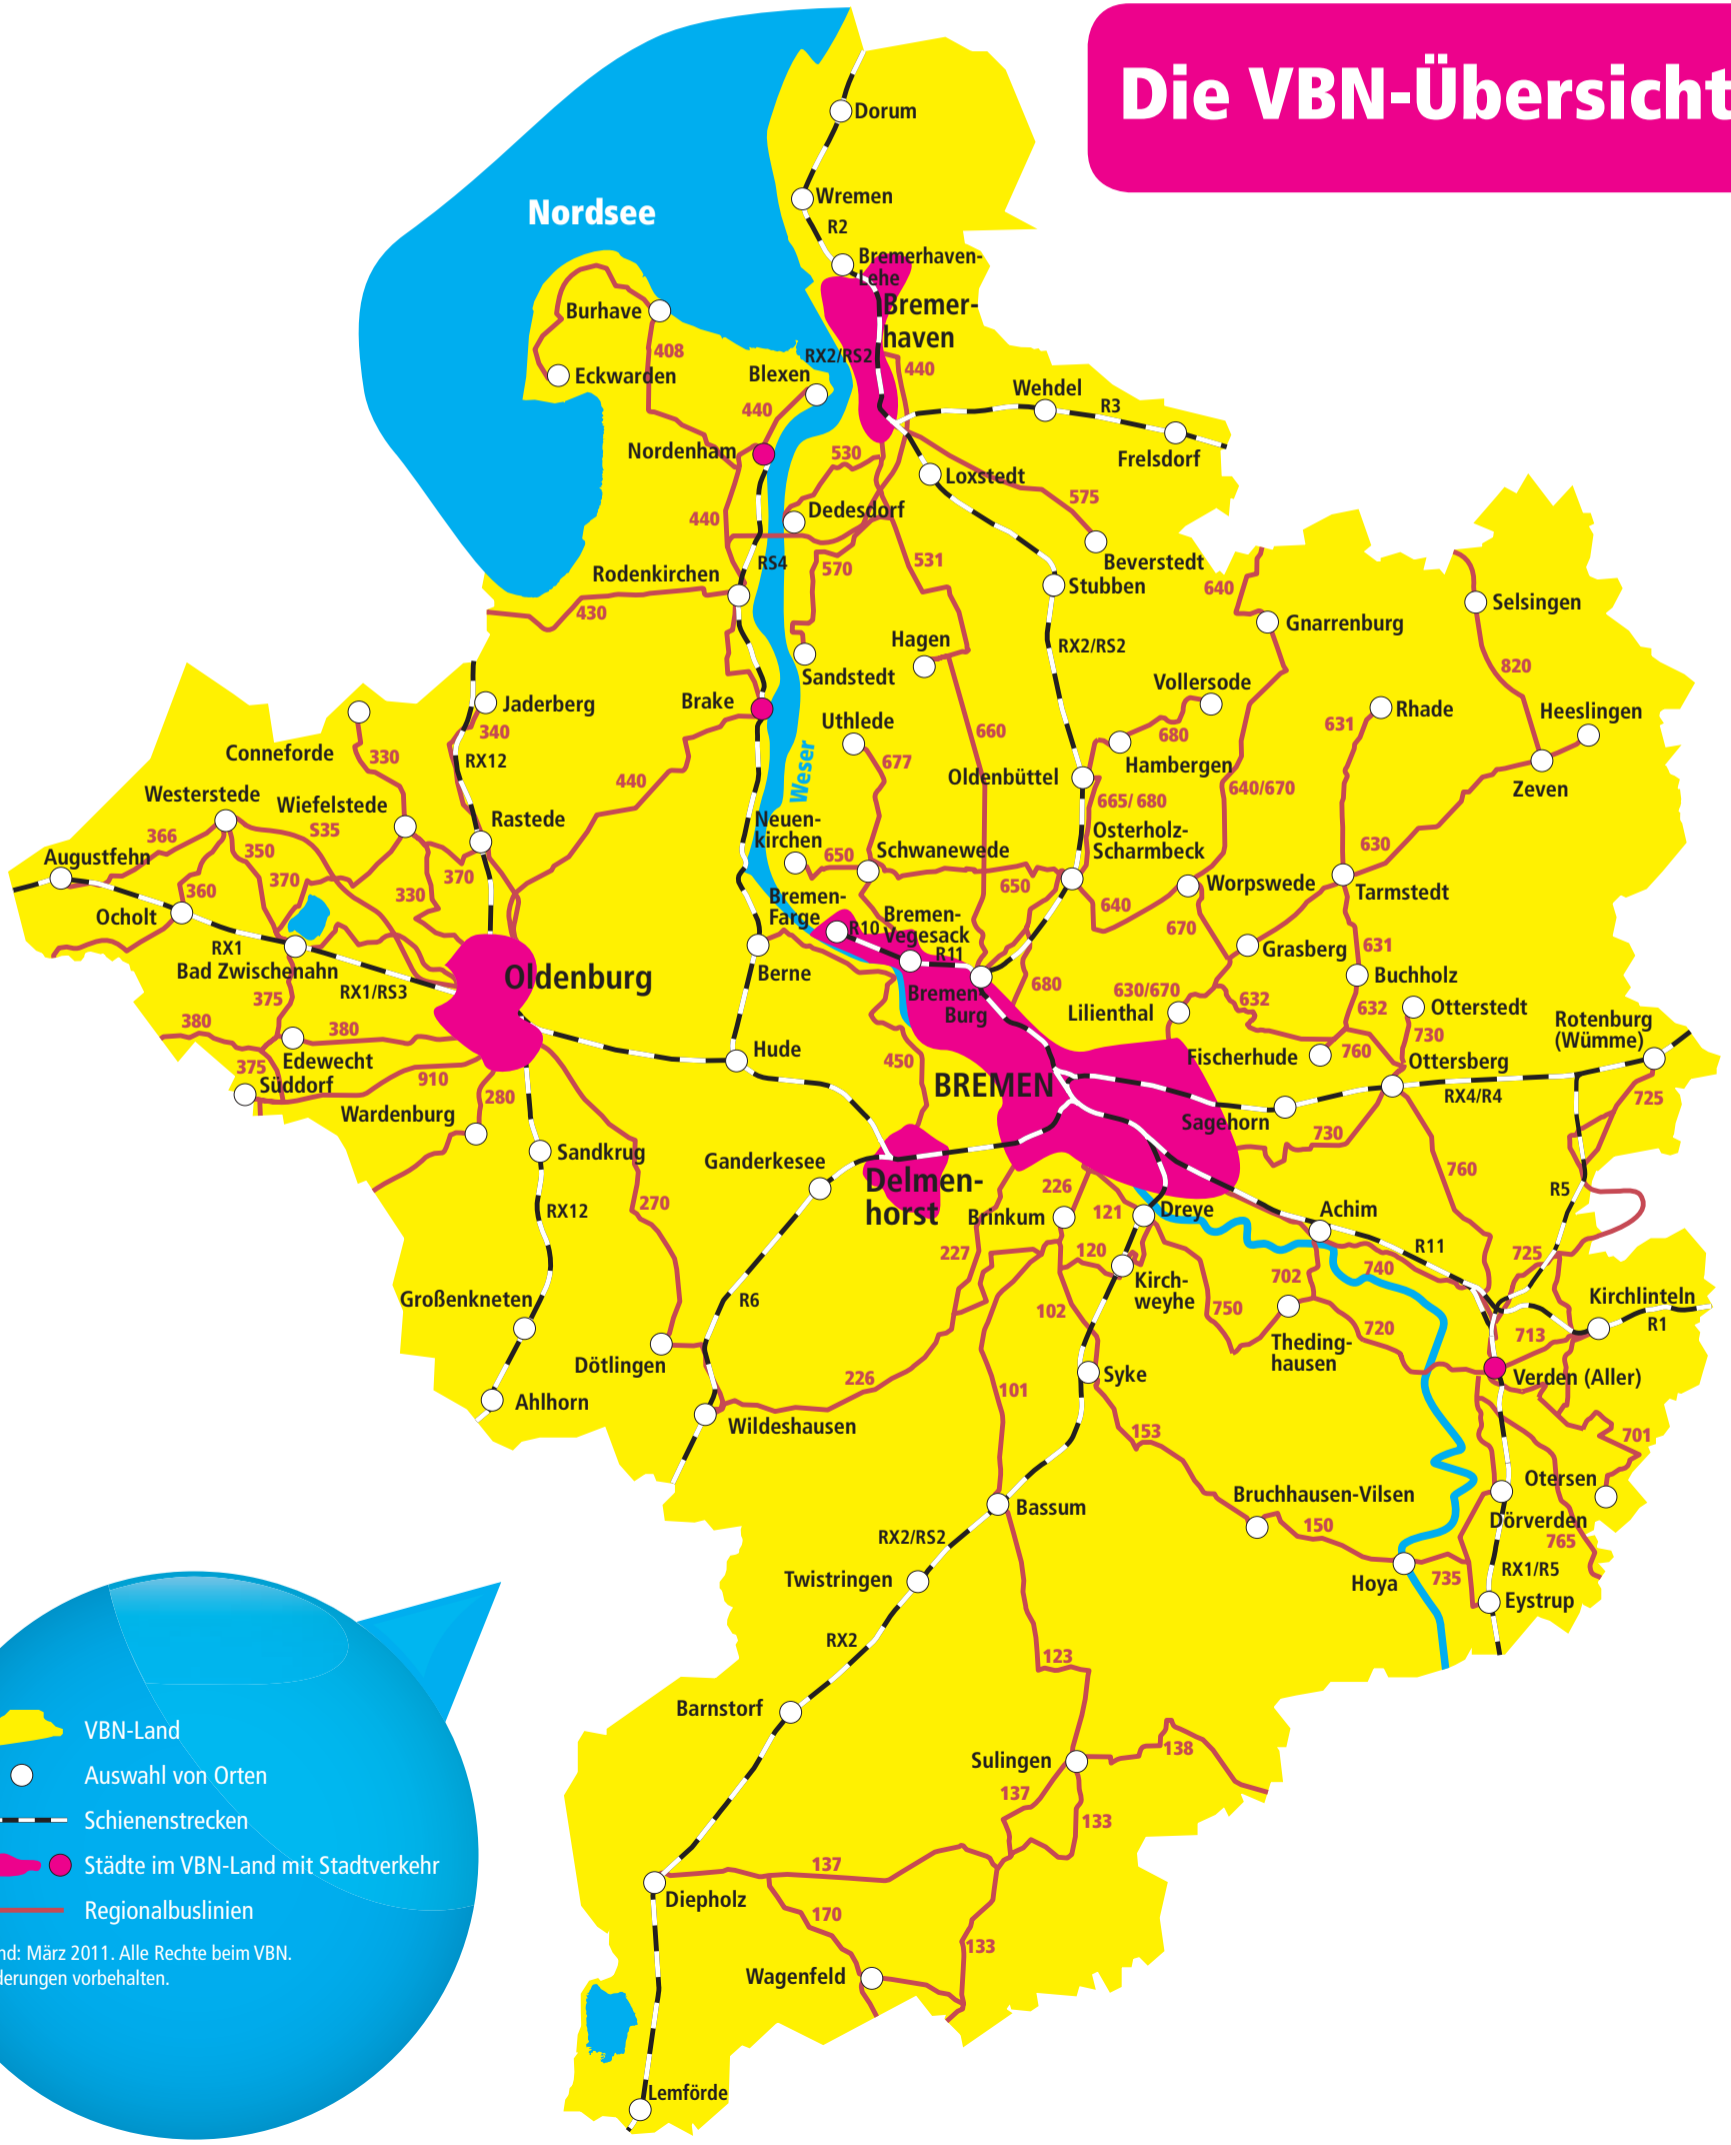 Die VBN-Übersicht
Dorum
Nordsee
Wremen
R2
Bremerhaven-
Lehe
Bremer-
haven
Burhave
408
RX2/RS2
440
Eckwarden
Blexen
440
Wehdel
R3
Nordenham
530
Frelsdorf
Loxstedt
575
440
Dedesdorf
RS4
570
531
Beverstedt
Rodenkirchen
Stubben
640
430
Selsingen
Gnarrenburg
Hagen
RX2/RS2
820
Sandstedt
Vollersode
Jaderberg
Brake
340
Uthlede
660
680
631
Rhade
Heeslingen
Conneforde
330
RX12
677
Hambergen
440
Weser
Oldenbüttel
640/670
Zeven
Westerstede
Wiefelstede
665/ 680
366
S35
Rastede
Neuen-
kirchen
Osterholz-
Scharmbeck
Augustfehn
350
370
370
650
Schwanewede
630
360
330
650
Worpswede
Tarmstedt
Ocholt
Bremen-
Farge
R10
Bremen-
Vegesack
640
670
RX1
R11
Grasberg
631
Bad Zwischenahn
Oldenburg
Berne
Buchholz
RX1/RS3
375
Bremen
Burg
680
630/670
632
632
Otterstedt
Lilienthal
380
380
730
Rotenburg
(Wümme)
Edewecht
Hude
450
Fischerhude
760
Ottersberg
375
910
Süddorf
280
BREMEN
RX4/R4
725
Wardenburg
Sagehorn
730
Sandkrug
Ganderkesee
760
Delmen-
horst
270
226
R5
RX12
Brinkum
121
Dreye
Achim
227
120
R11
725
Kirch-
weyhe
702
740
Großenkneten
R6
102
750
Kirchlinteln
R1
Theding-
hausen
720
713
Dötlingen
226
101
Syke
Verden (Aller)
Ahlhorn
Wildeshausen
153
701
Otersen
Bassum
Bruchhausen-Vilsen
150
Dörverden
765
RX2/RS2
Twistringen
Hoya
735
RX1/R5
Eystrup
RX2
123
Barnstorf
VBN-Land
Sulingen
138
Auswahl von Orten
137
133
Schienenstrecken
Städte im VBN-Land mit Stadtverkehr
137
Diepholz
Regionalbuslinien
170
133
nd: März 2011. Alle Rechte beim VBN.
derungen vorbehalten.
Wagenfeld
Lemförde